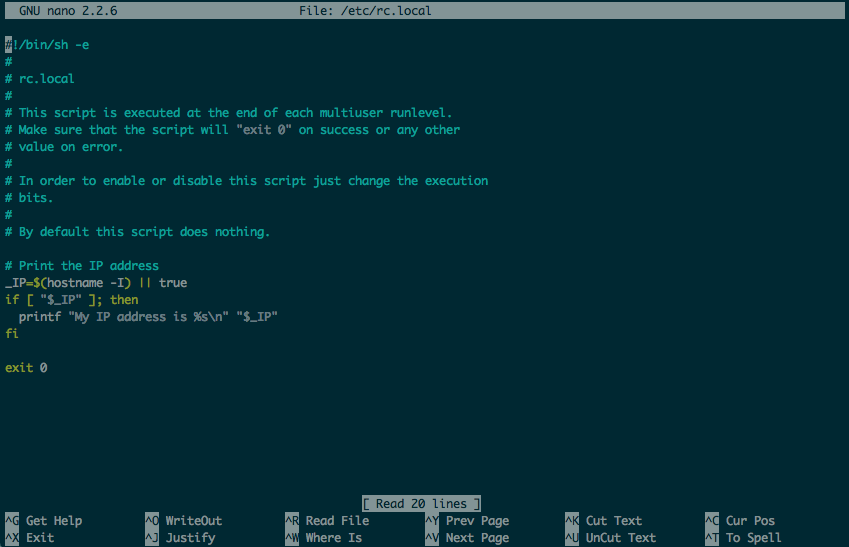 GNU nano 2.2.6 File: /etc/rc.local
#!/bin/sh -e
#
# rc.local
#
# This script is executed at the end of each multiuser runlevel.
# Make sure that the script will "exit 0" on success or any other
# value on error.
#
# In order to enable or disable this script just change the execution
# bits.
#
# By default this script does nothing.
# Print the IP address
_IP=$(hostname -I) || true
if [ "$_IP" ]; then
  printf "My IP address is %s\n" "$_IP"
fi
exit 0
[ Read 20 lines ]
^G Get Help ^O WriteOut ^R Read File ^Y Prev Page ^K Cut Text ^C Cur Pos
^X Exit ^J Justify ^W Where Is ^V Next Page ^U UnCut Text ^T To Spell